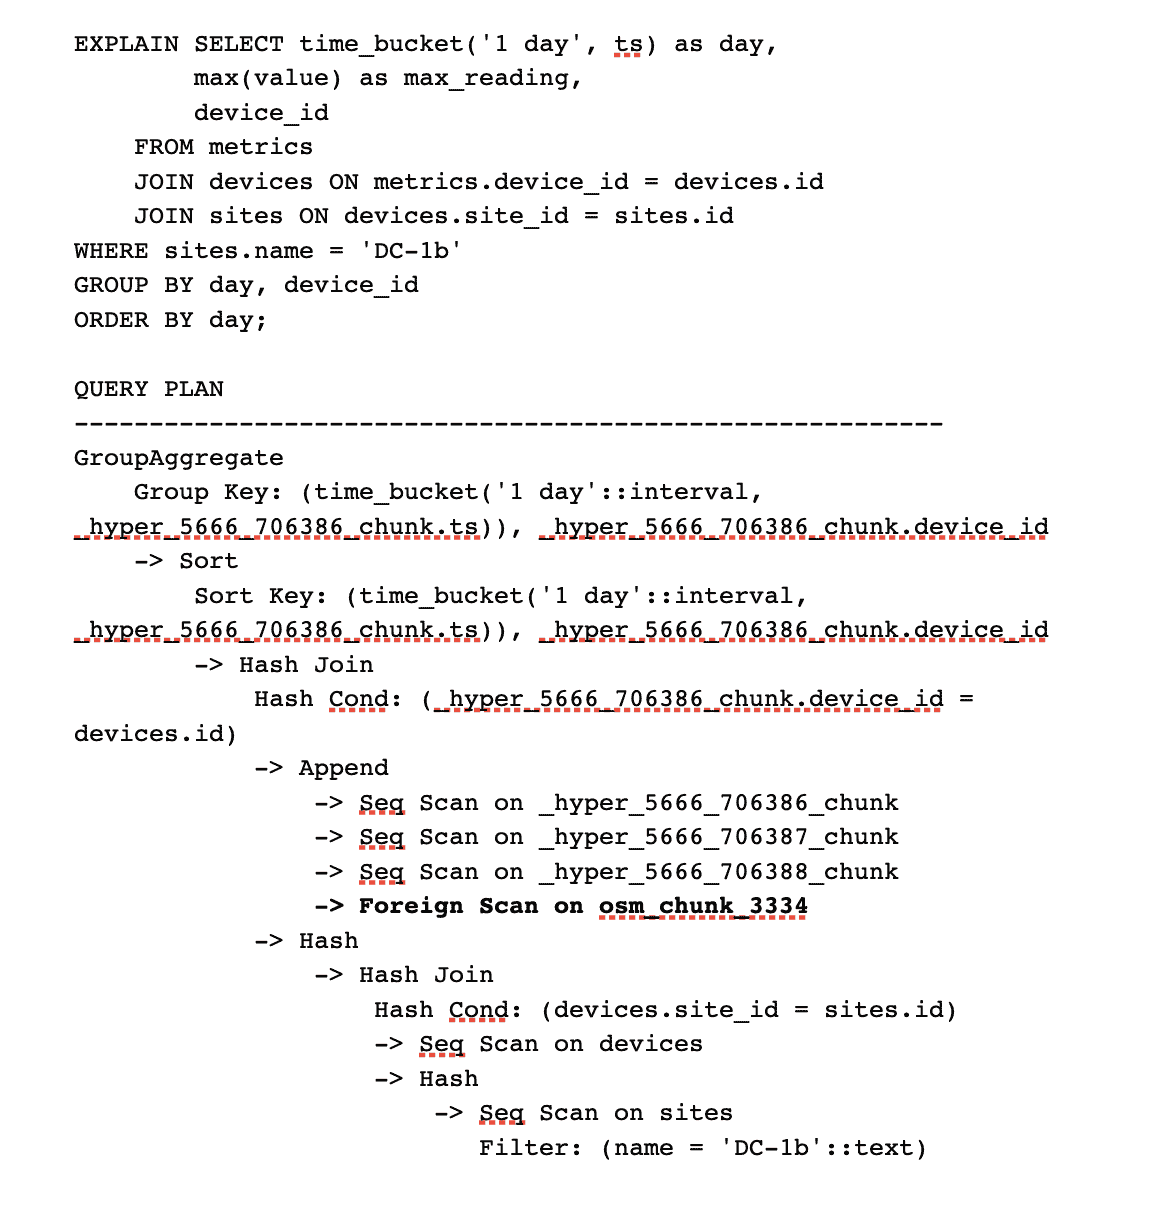 EXPLAIN SELECT time_bucket('1 day', ts) as day,
max(value) as max_reading,
device_id
FROM metrics
JOIN devices ON metrics.device_id = devices.id
JOIN sites ON devices.site_id = sites.id
WHERE sites.name = 'DC-1b'
GROUP BY day, device_id
ORDER BY day;
QUERY PLAN
----------------------------------------------------------
GroupAggregate
Group Key: (time_bucket('1 day'::interval,
_hyper_5666_706386_chunk.ts)), _hyper_5666_706386_chunk.device_id
-> Sort
Sort Key: (time_bucket('1 day'::interval,
_hyper_5666_706386_chunk.ts)), _hyper_5666_706386_chunk.device_id
-> Hash Join
Hash Cond: (_hyper_5666_706386_chunk.device_id =
devices.id)
-> Append
-> Seq Scan on _hyper_5666_706386_chunk
-> Seq Scan on _hyper_5666_706387_chunk
-> Seq Scan on _hyper_5666_706388_chunk
-> Foreign Scan on osm_chunk_3334
-> Hash
-> Hash Join
Hash Cond: (devices.site_id = sites.id)
-> Seq Scan on devices
-> Hash
-> Seq Scan on sites
Filter: (name = 'DC-1b'::text)